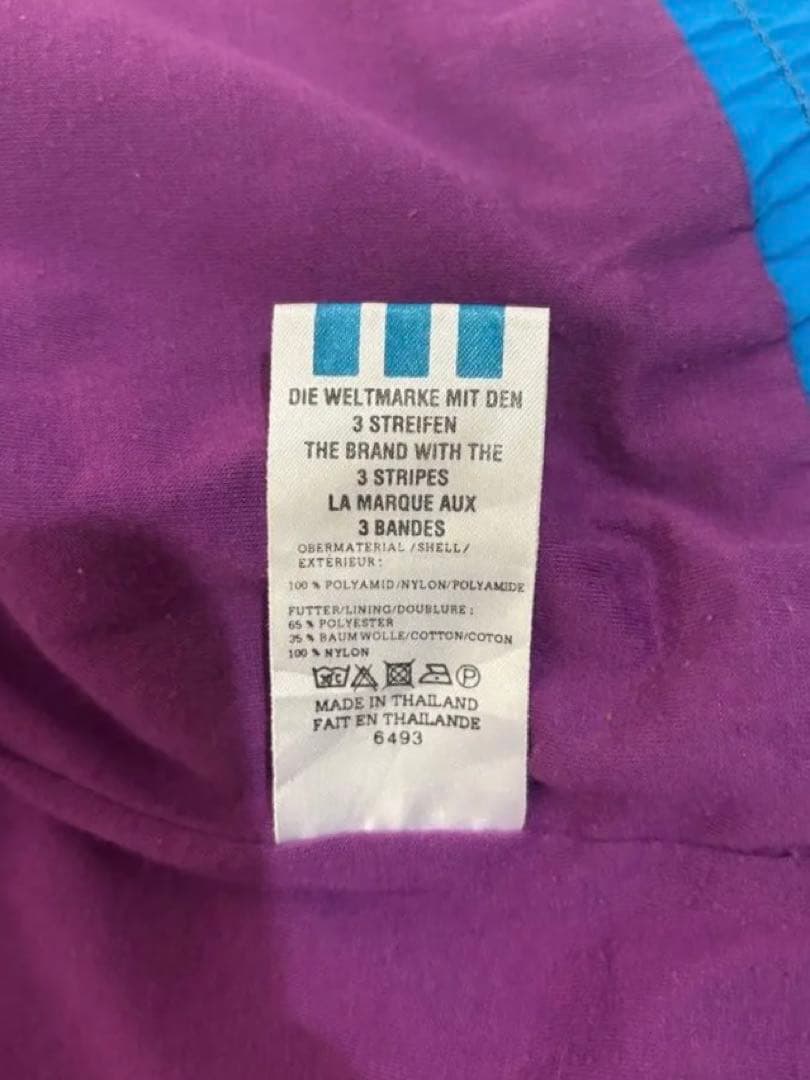 DIE WELTMARKE MIT DEN
3 STREIFEN
THE BRAND WITH THE
3 STRIPES
LA MARQUE AUX
3 BANDES
OBERMATERIAL/SHELL/
EXTÉRIEUR:
100 % POLYAMID/NYLON/POLYAMIDE
FUTTER/LINING/DOUBLURE:
65 % POLYESTER
35 % BAUMWOLLE/COTTON/COTON
100 % NYLON
P
MADE IN THAILAND
FAIT EN THAILANDE
6493